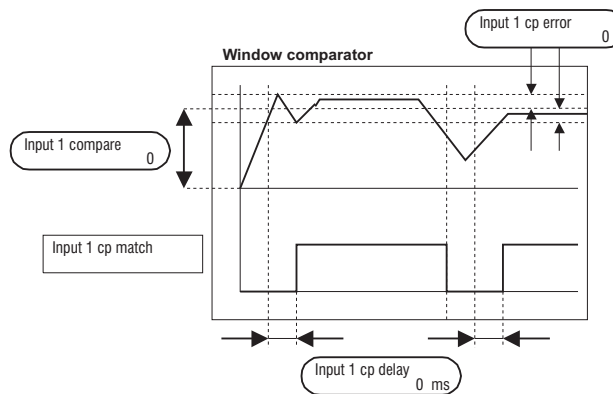 Input 1 cp error
0
Window comparator
Input 1 compare
0
Input 1 cp match
Input 1 cp delay
0 ms